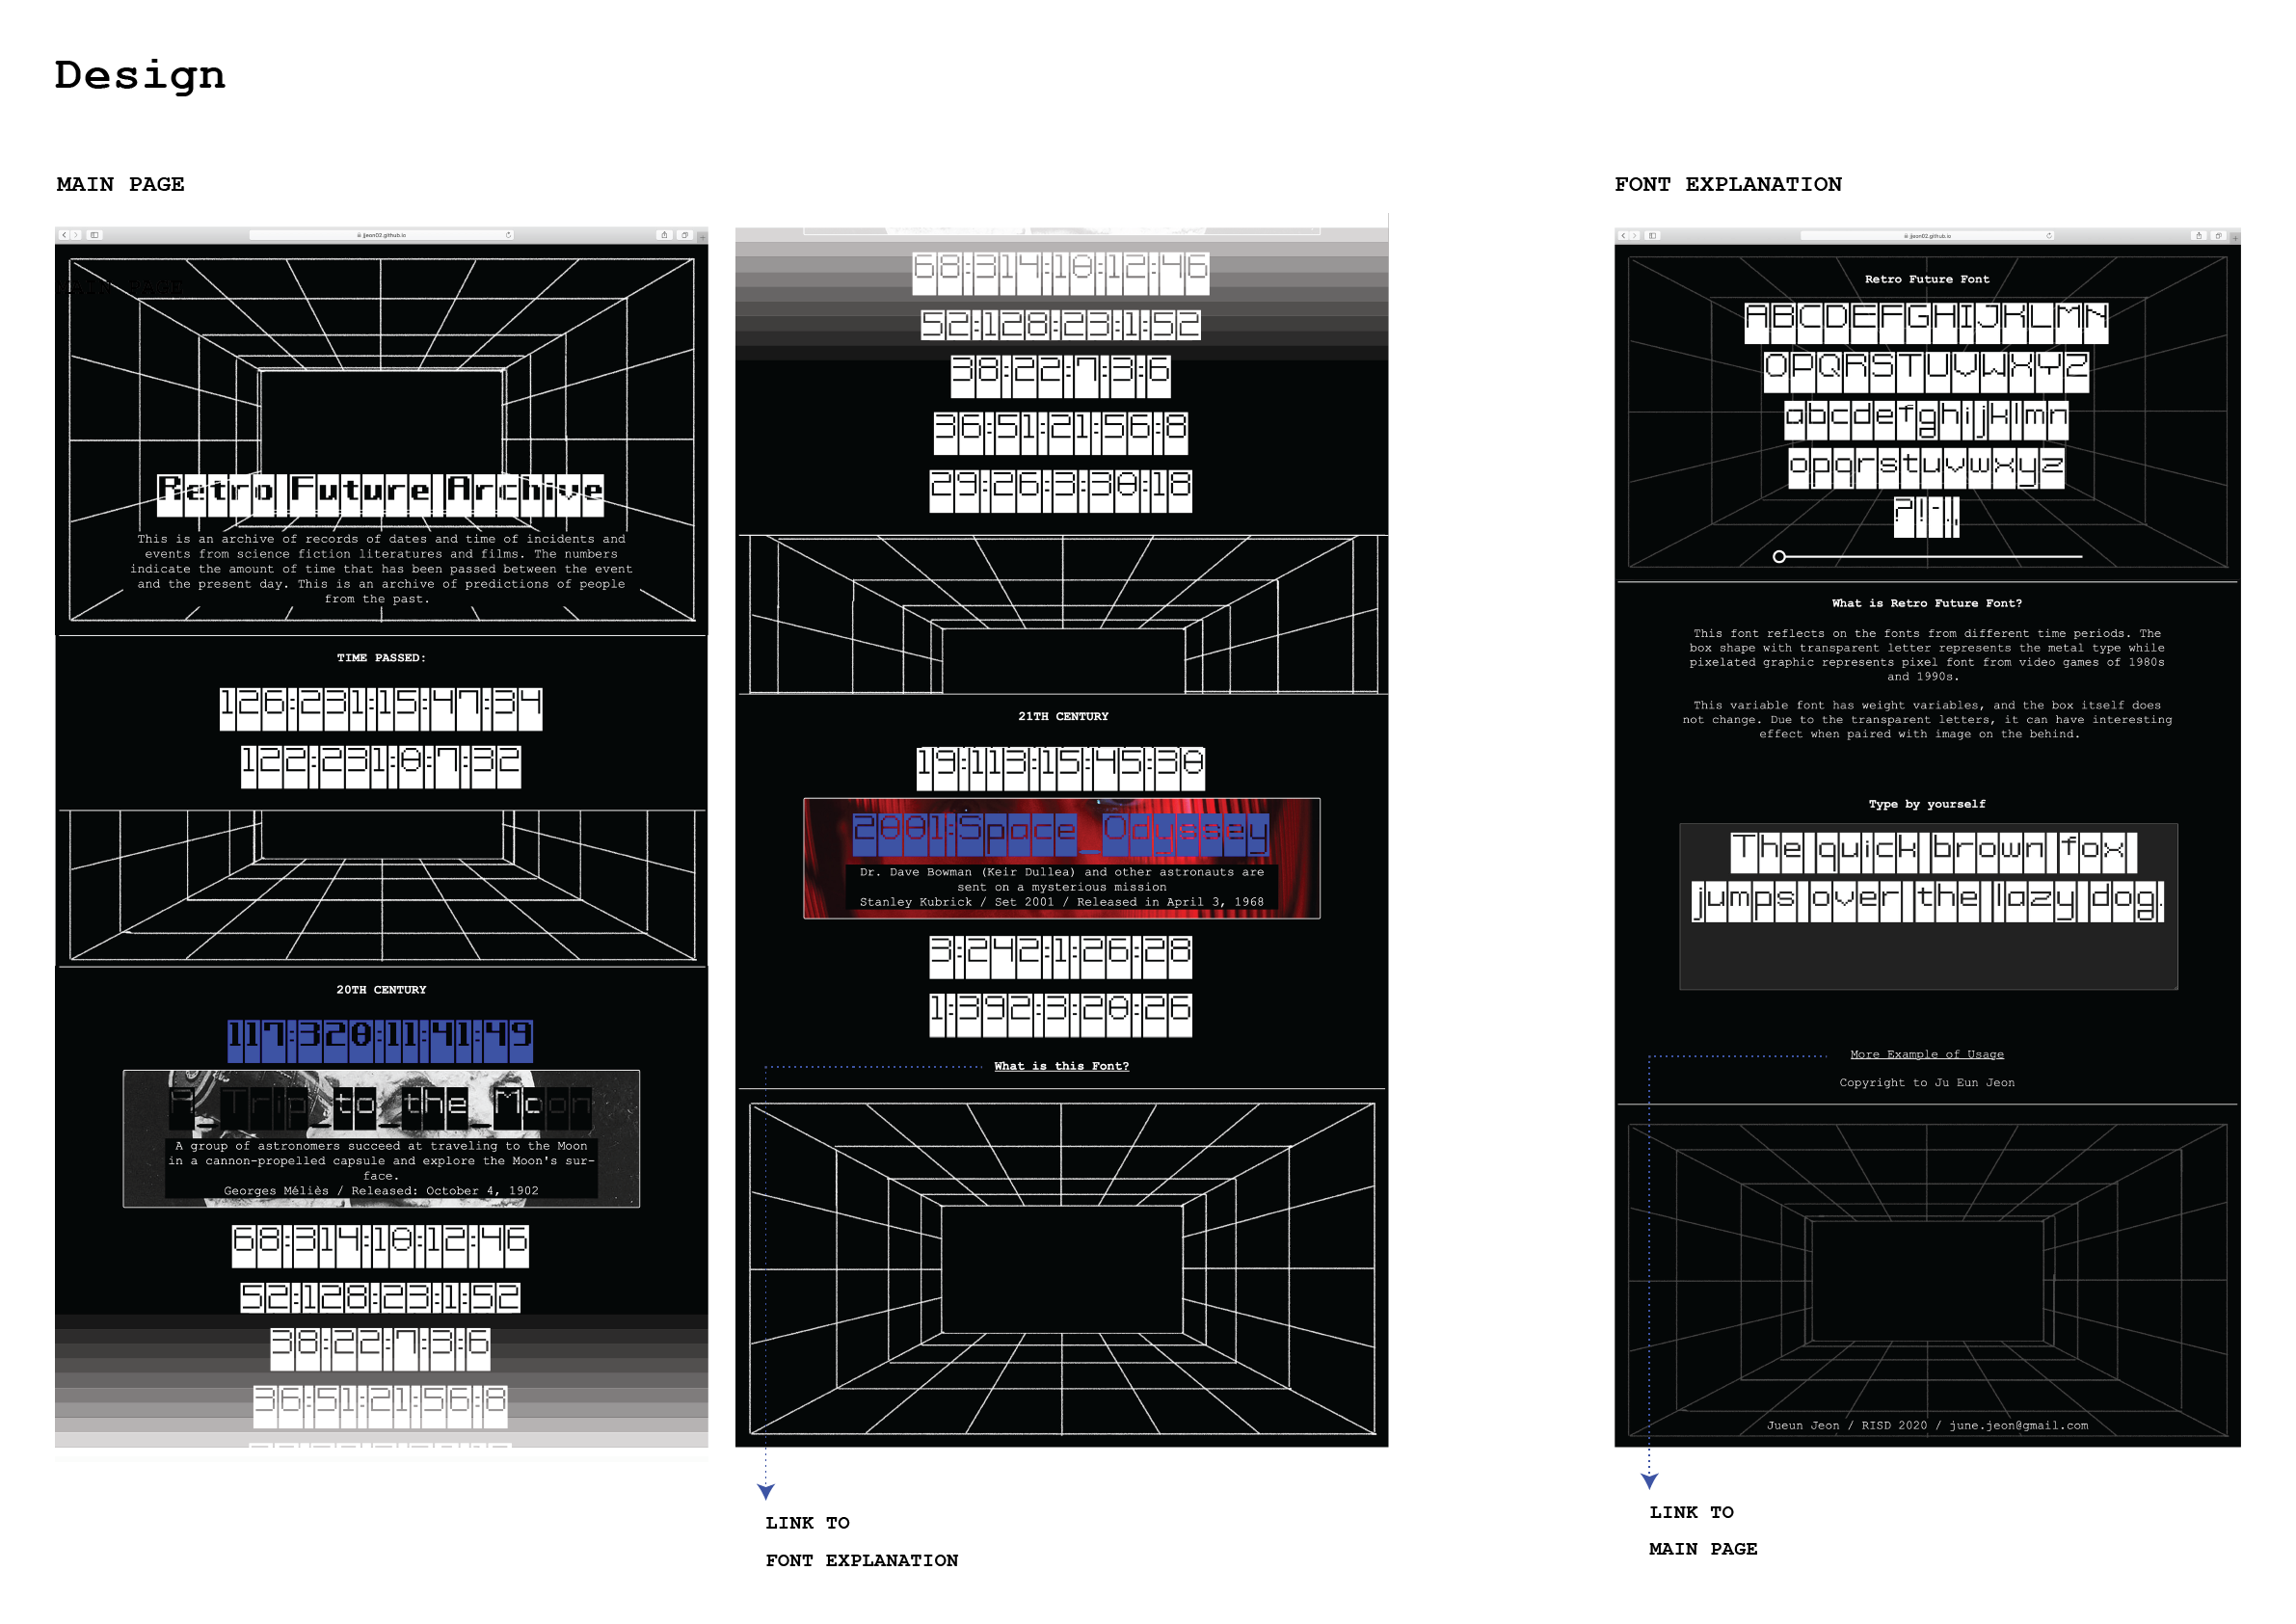 Design
MAIN PAGE
jjeon02.github.io
Retro Future Archive
This is an archive of records of dates and time of incidents and
events from science fiction literatures and films. The numbers
indicate the amount of time that has been passed between the event
and the present day. This is an archive of predictions of people
from the past.
TIME PASSED:
126:231:15:47:34
122:231:0:7:32
20TH CENTURY
117:320:11:41:49
A_Trip_to_the_Moon
A group of astronomers succeed at traveling to the Moon
in a cannon-propelled capsule and explore the Moon's sur-
face.
Georges Méliès / Released: October 4, 1902
68:314:10:12:46
52:128:23:1:52
38:22:7:3:6
36:51:21:56:8
68:314:10:12:46
52:128:23:1:52
38:22:7:3:6
36:51:21:56:8
29:26:3:30:18
21TH CENTURY
19:113:15:45:30
2001:Space_Odyssey
Dr. Dave Bowman (Keir Dullea) and other astronauts are
sent on a mysterious mission
Stanley Kubrick / Set 2001 / Released in April 3, 1968
3:242:1:26:28
1:392:3:20:26
What is this Font?
LINK TO
FONT EXPLANATION
FONT EXPLANATION
jjeon02.github.io
Retro Future Font
ABCDEFGHIJKLMN
OPQRSTUVWXYZ
abcdefghijklmn
opqrstuvwxyz
?!-.,
What is Retro Future Font?
This font reflects on the fonts from different time periods. The
box shape with transparent letter represents the metal type while
pixelated graphic represents pixel font from video games of 1980s
and 1990s.
This variable font has weight variables, and the box itself does
not change. Due to the transparent letters, it can have interesting
effect when paired with image on the behind.
Type by yourself
The quick brown fox
jumps over the lazy dog.
More Example of Usage
Copyright to Ju Eun Jeon
Jueun Jeon / RISD 2020 / june.jeon@gmail.com
LINK TO
MAIN PAGE